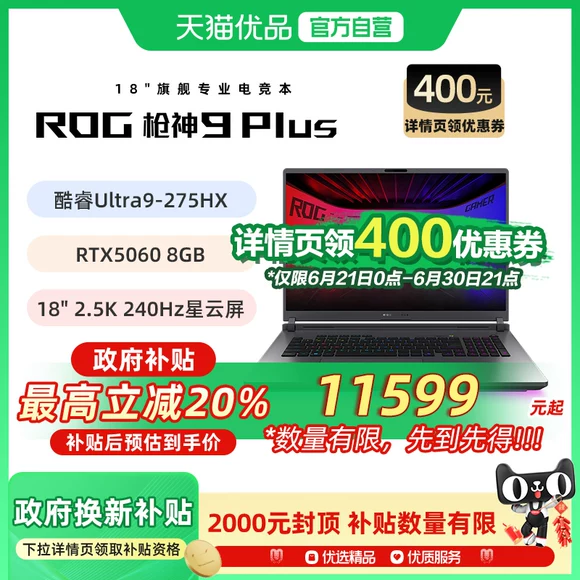 天猫优品 官方自营
18"旗舰专业电竞本
400元
详情页领优惠券
ROG 枪神9 Plus
酷睿Ultra9-275HX
RTX5060 8GB
18" 2.5K 240Hz星云屏
ROG
详情页领400优惠券
*仅限6月21日0点-6月30日21点
政府补贴
最高立减20%
补贴后预估到手价
11599元起
*数量有限，先到先得!!!
政府换新补贴
下拉详情页领取补贴资格
2000元封顶 补贴数量有限
优选精品 优质服务